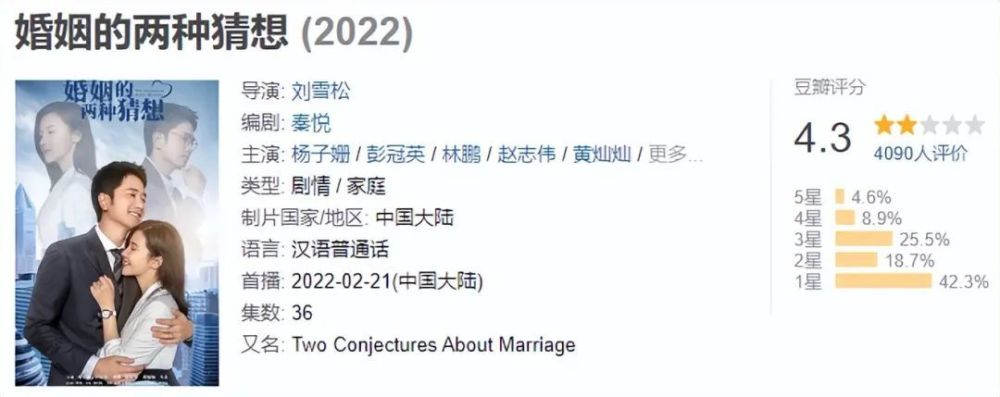 婚姻的两种猜想 (2022)
婚姻的
两种猜想
导演: 刘雪松
编剧: 秦悦
主演: 杨子姗 / 彭冠英 / 林鹏 / 赵志伟 / 黄灿灿 / 更多...
类型: 剧情 / 家庭
制片国家/地区: 中国大陆
语言: 汉语普通话
首播: 2022-02-21(中国大陆)
集数: 36
又名: Two Conjectures About Marriage
豆瓣评分
4.3
4090人评价
5星 4.6%
4星 8.9%
3星 25.5%
2星 18.7%
1星 42.3%